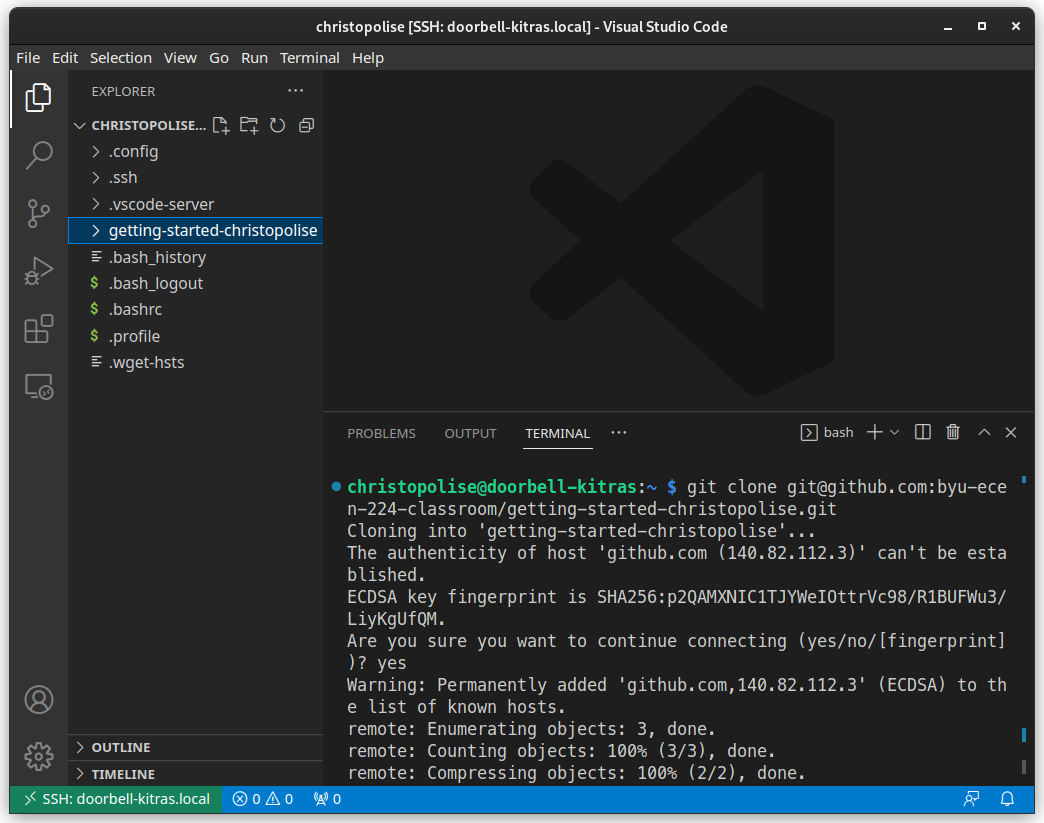 christopolise [SSH: doorbell-kitras.local] - Visual Studio Code
File Edit Selection View Go Run Terminal Help
EXPLORER
CHRISTOPOLISE...
.config
.ssh
.vscode-server
getting-started-christopolise
.bash_history
$ .bash_logout
$ .bashrc
$ .profile
.wget-hsts
OUTLINE
TIMELINE
PROBLEMS OUTPUT TERMINAL ... bash
christopolise@doorbell-kitras:~ $ git clone git@github.com:byu-ece
n-224-classroom/getting-started-christopolise.git
Cloning into 'getting-started-christopolise'...
The authenticity of host 'github.com (140.82.112.3)' can't be esta
blished.
ECDSA key fingerprint is SHA256:p2QAMXNIC1TJYWeIOttrVc98/R1BUFWu3/
LiyKgUfQM.
Are you sure you want to continue connecting (yes/no/[fingerprint]
)? yes
Warning: Permanently added 'github.com,140.82.112.3' (ECDSA) to th
e list of known hosts.
remote: Enumerating objects: 3, done.
remote: Counting objects: 100% (3/3), done.
remote: Compressing objects: 100% (2/2), done.
SSH: doorbell-kitras.local 0 0 0